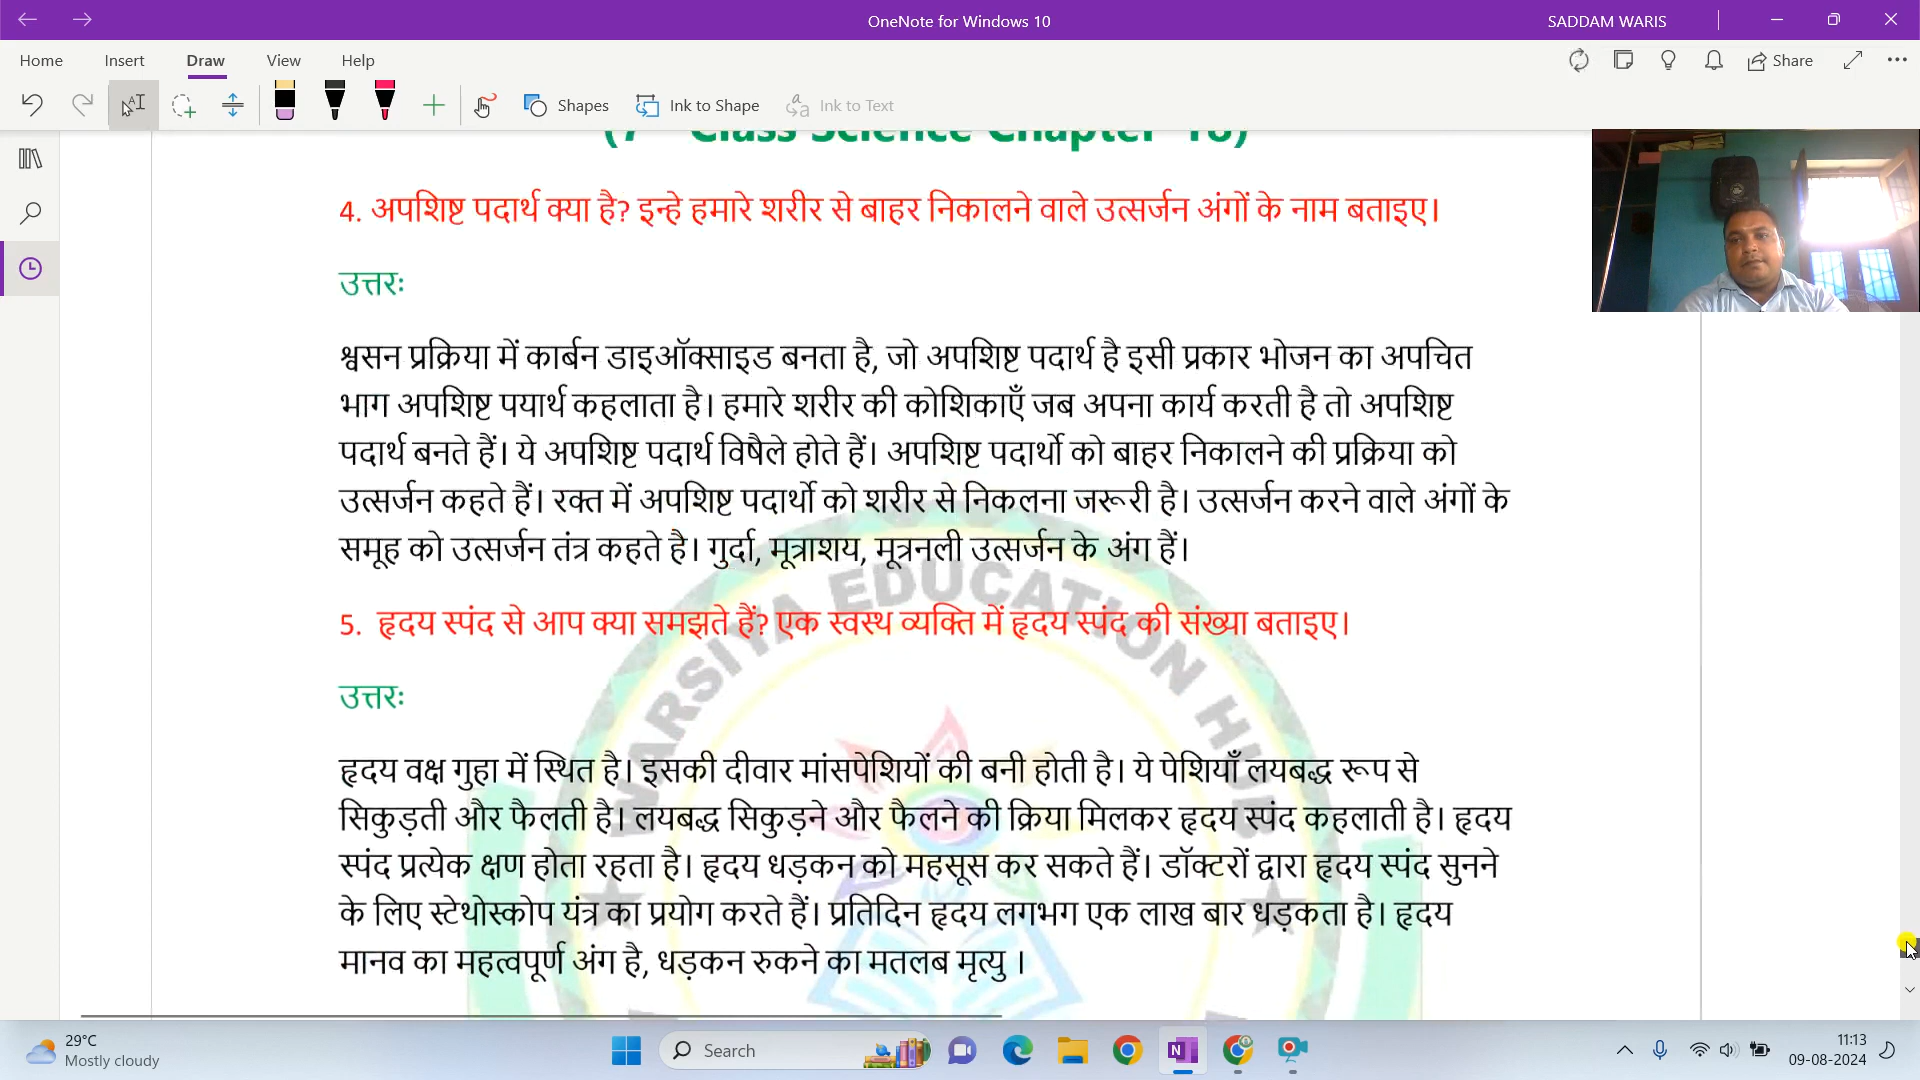 OneNote for Windows 10
SADDAM WARIS
Home Insert Draw View Help
Share
Shapes Ink to Shape Ink to Text
(7 Class Science Chapter 18)
4. अपशिष्ट पदार्थ क्या है? इन्हे हमारे शरीर से बाहर निकालने वाले उत्सर्जन अंगों के नाम बताइए।
उत्तरः
श्वसन प्रक्रिया में कार्बन डाइऑक्साइड बनता है, जो अपशिष्ट पदार्थ है इसी प्रकार भोजन का अपचित
भाग अपशिष्ट पयार्थ कहलाता है। हमारे शरीर की कोशिकाएँ जब अपना कार्य करती है तो अपशिष्ट
पदार्थ बनते हैं। ये अपशिष्ट पदार्थ विषैले होते हैं। अपशिष्ट पदार्थो को बाहर निकालने की प्रक्रिया को
उत्सर्जन कहते हैं। रक्त में अपशिष्ट पदार्थो को शरीर से निकलना जरूरी है। उत्सर्जन करने वाले अंगों के
समूह को उत्सर्जन तंत्र कहते है। गुर्दा, मूत्राशय, मूत्रनली उत्सर्जन के अंग हैं।
5. हृदय स्पंद से आप क्या समझते हैं? एक स्वस्थ व्यक्ति में हृदय स्पंद की संख्या बताइए।
उत्तरः
हृदय वक्ष गुहा में स्थित है। इसकी दीवार मांसपेशियों की बनी होती है। ये पेशियाँ लयबद्ध रूप से
सिकुड़ती और फैलती है। लयबद्ध सिकुड़ने और फैलने की क्रिया मिलकर हृदय स्पंद कहलाती है। हृदय
स्पंद प्रत्येक क्षण होता रहता है। हृदय धड़कन को महसूस कर सकते हैं। डॉक्टरों द्वारा हृदय स्पंद सुनने
के लिए स्टेथोस्कोप यंत्र का प्रयोग करते हैं। प्रतिदिन हृदय लगभग एक लाख बार धड़कता है। हृदय
मानव का महत्वपूर्ण अंग है, धड़कन रुकने का मतलब मृत्यु ।
WARSIYA EDUCATION HUB
29°C
Mostly cloudy
Search
11:13
09-08-2024